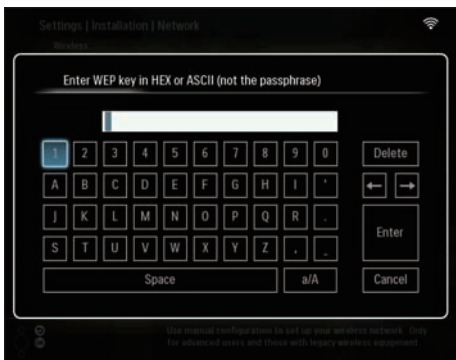 Settings | Installation | Network
Wireless
Enter WEP key in HEX or ASCII (not the passphrase)
1 2 3 4 5 6 7 8 9 0 Delete
A B C D E F G H I '
J K L M N O P Q R .
Enter
S T U V W X Y Z , _
Space a/A Cancel
Use manual configuration to set up your wireless network. Only
for advanced users and those with legacy wireless equipment.